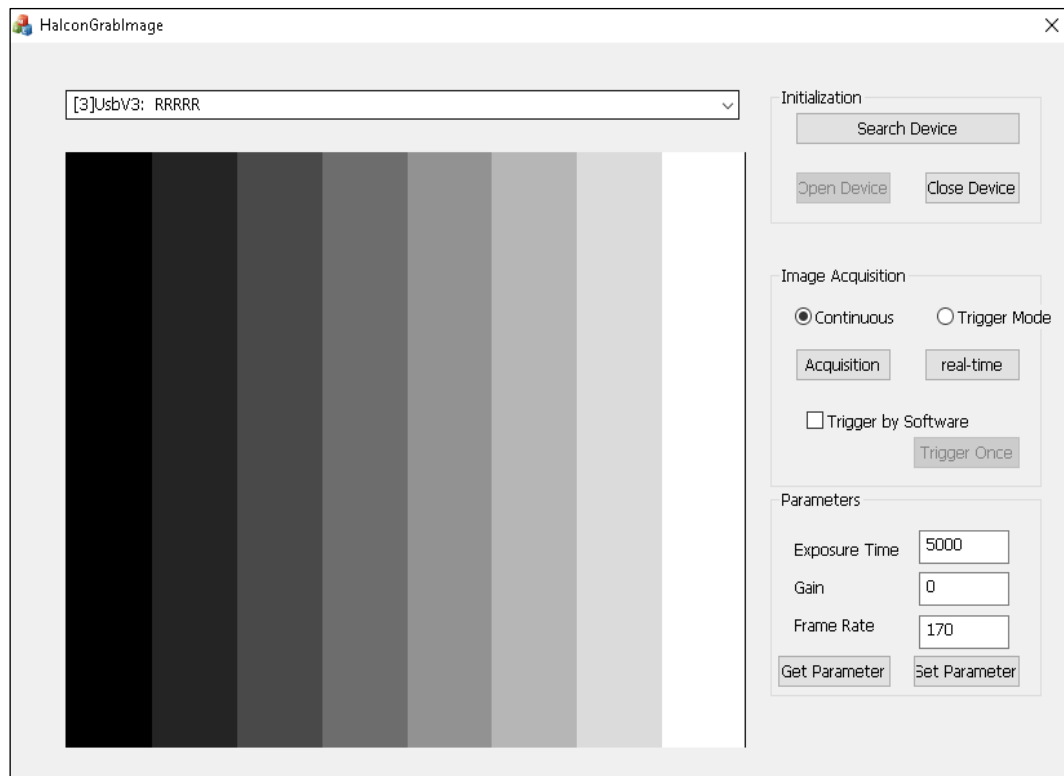 HalconGrabImage
[3]UsbV3: RRRRR
Initialization
Search Device
Open Device Close Device
Image Acquisition
Continuous Trigger Mode
Acquisition real-time
Trigger by Software
Trigger Once
Parameters
Exposure Time 5000
Gain 0
Frame Rate 170
Get Parameter Set Parameter